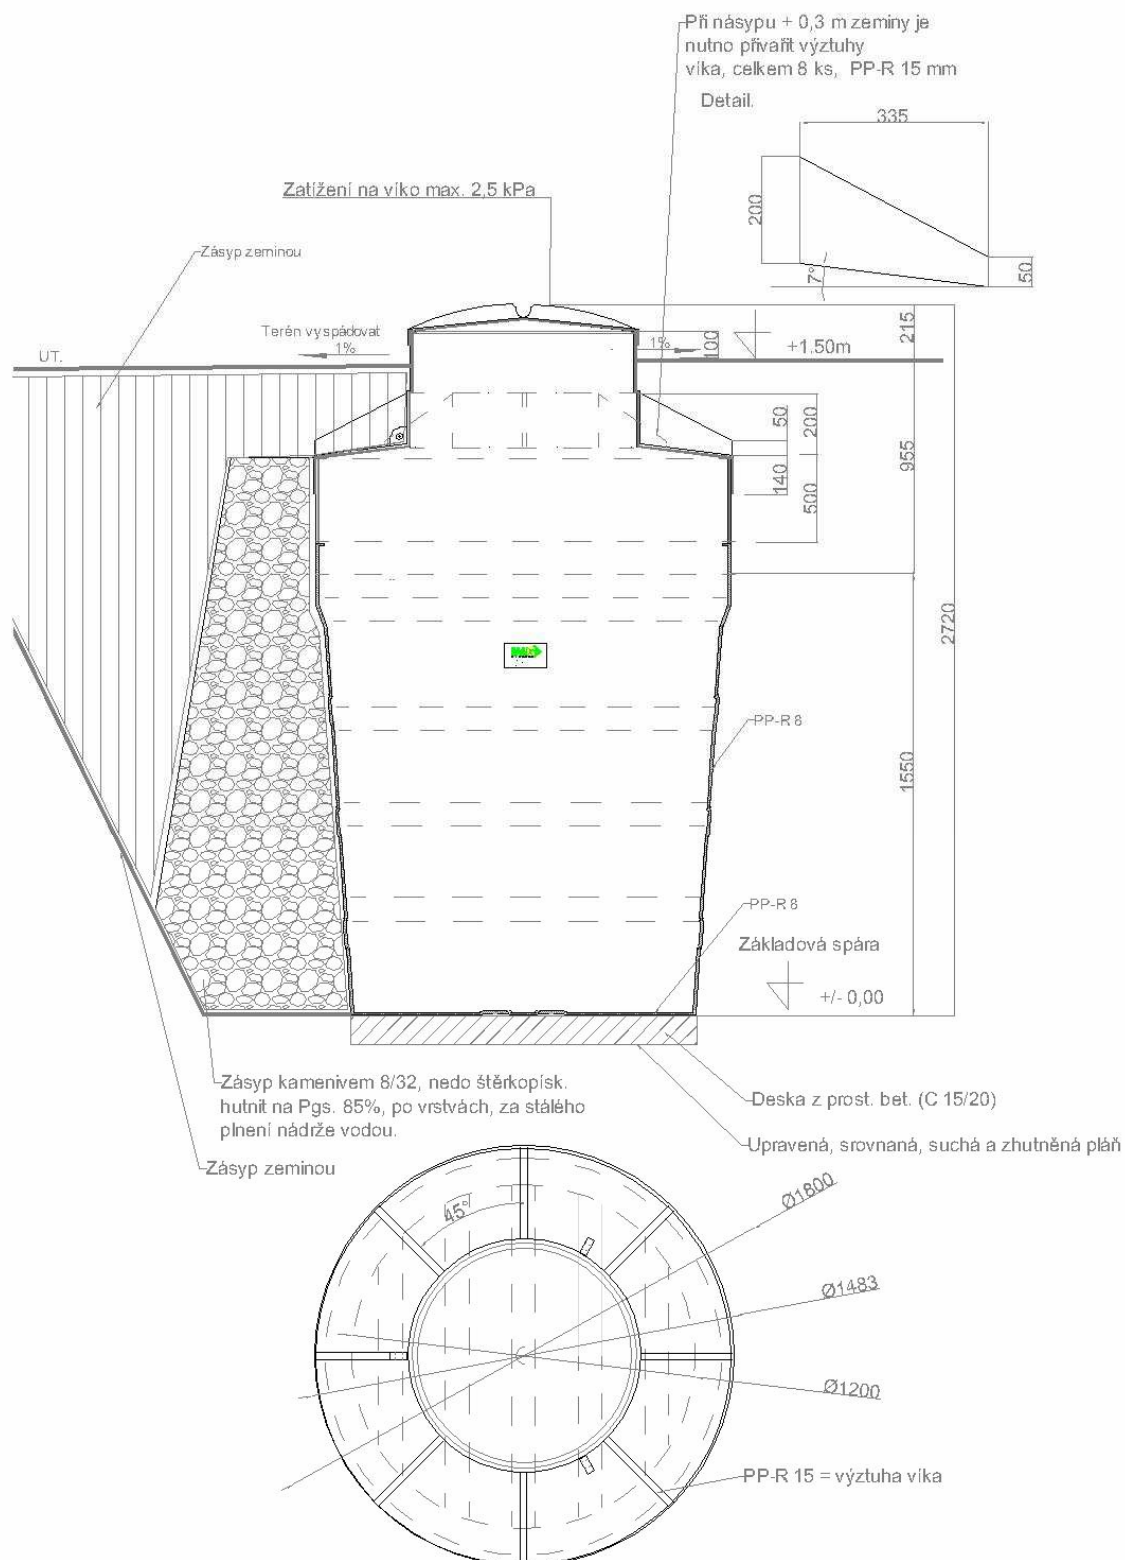 Při násypu + 0,3 m zeminy je
nutno přivařit výztuhy
víka, celkem 8 ks, PP-R 15 mm
Detail.
335
200
7°
50
Zatížení na víko max. 2,5 kPa
Zásyp zeminou
Terén vyspádovat
1%
UT.
1%
100
+1.50m
215
50
200
140
500
955
2720
PP-R 8
1550
PP-R 8
Základová spára
+/- 0,00
Zásyp kamenivem 8/32, nedo štěrkopísk.
hutnit na Pgs. 85%, po vrstvách, za stálého
plnení nádrže vodou.
Deska z prost. bet. (C 15/20)
Upravená, srovnaná, suchá a zhutněná pláň
Zásyp zeminou
45°
Ø1800
Ø1483
Ø1200
PP-R 15 = výztuha víka